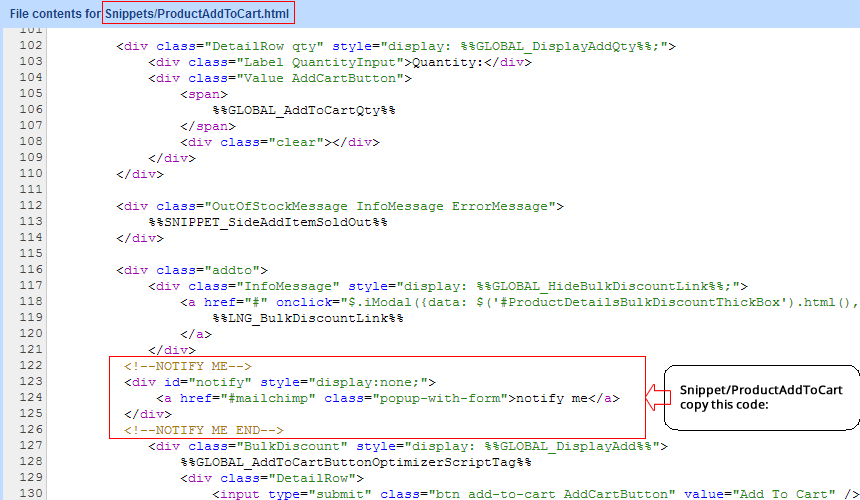 File contents for Snippets/ProductAddToCart.html
101
102 <div class="DetailRow qty" style="display: %%GLOBAL_DisplayAddQty%%;">
103 <div class="Label QuantityInput">Quantity:</div>
104 <div class="Value AddCartButton">
105 <span>
106 %%GLOBAL_AddToCartQty%%
107 </span>
108 <div class="clear"></div>
109 </div>
110 </div>
111
112 <div class="OutOfStockMessage InfoMessage ErrorMessage">
113 %%SNIPPET_SideAddItemSoldOut%%
114 </div>
115
116 <div class="addto">
117 <div class="InfoMessage" style="display: %%GLOBAL_HideBulkDiscountLink%%;">
118 <a href="#" onclick="$.iModal({data: $('#ProductDetailsBulkDiscountThickBox').html(),
119 %%LNG_BulkDiscountLink%%
120 </a>
121 </div>
122 <!--NOTIFY ME-->
123 <div id="notify" style="display:none;">
124 <a href="#mailchimp" class="popup-with-form">notify me</a>
125 </div>
126 <!--NOTIFY ME END-->
Snippet/ProductAddToCart
copy this code:
127 <div class="BulkDiscount" style="display: %%GLOBAL_DisplayAdd%%">
128 %%GLOBAL_AddToCartButtonOptimizerScriptTag%%
129 <div class="DetailRow">
130 <input type="submit" class="btn add-to-cart AddCartButton" value="Add To Cart" />